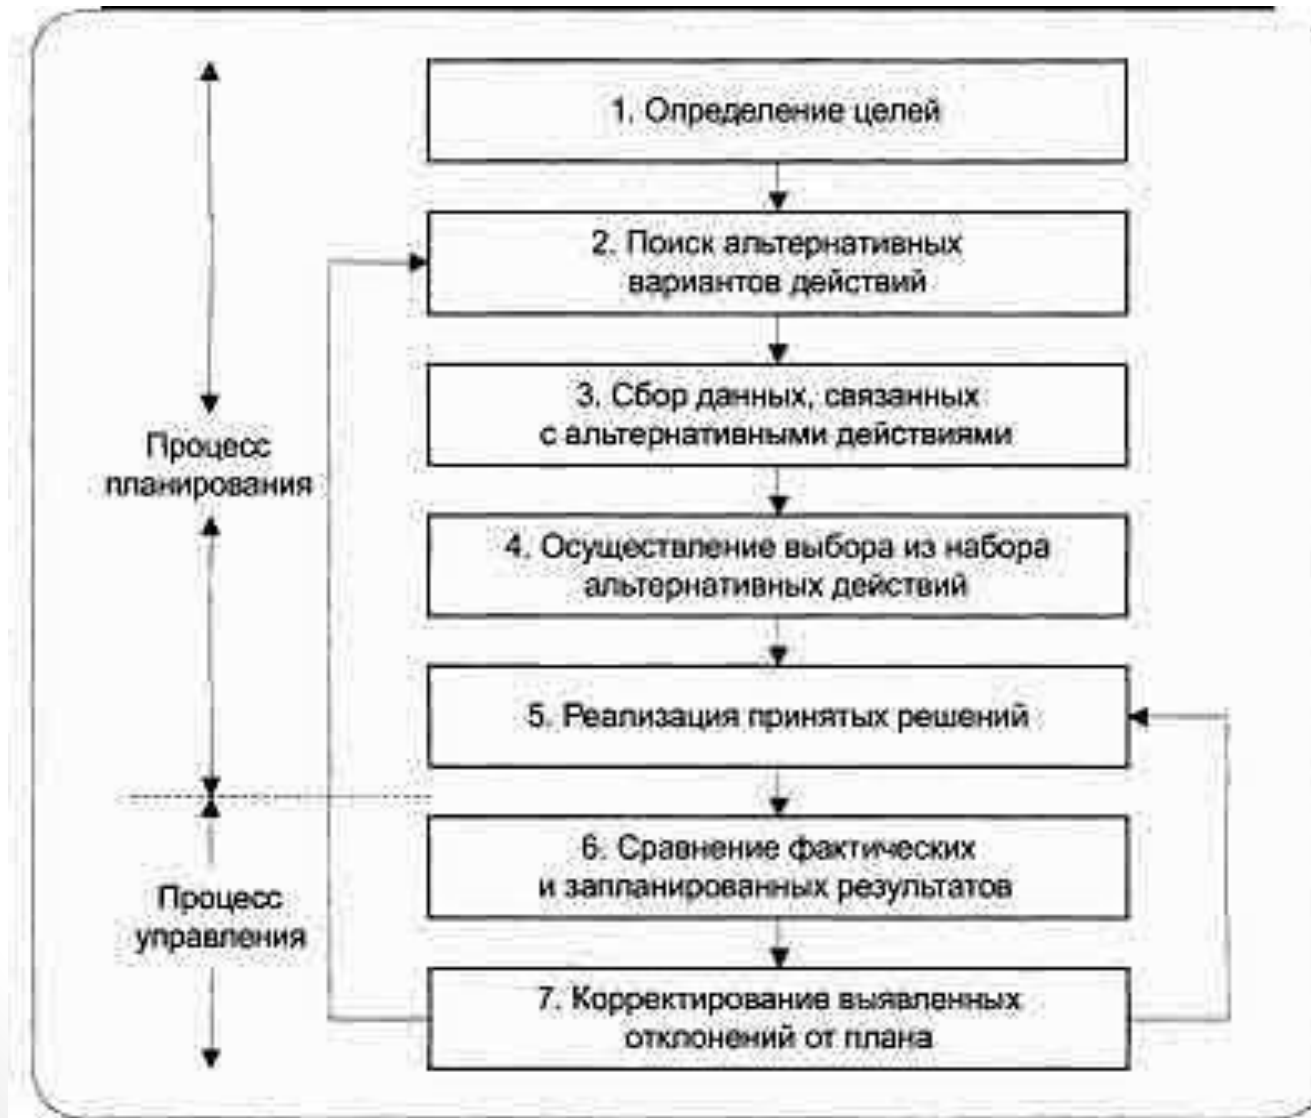 1. Определение целей
2. Поиск альтернативных
вариантов действий
3. Сбор данных, связанных
с альтернативными действиями
Процесс
планирования
4. Осуществление выбора из набора
альтернативных действий
5. Реализация принятых решений
6. Сравнение фактических
и запланированных результатов
Процесс
управления
7. Корректирование выявленных
отклонений от плана